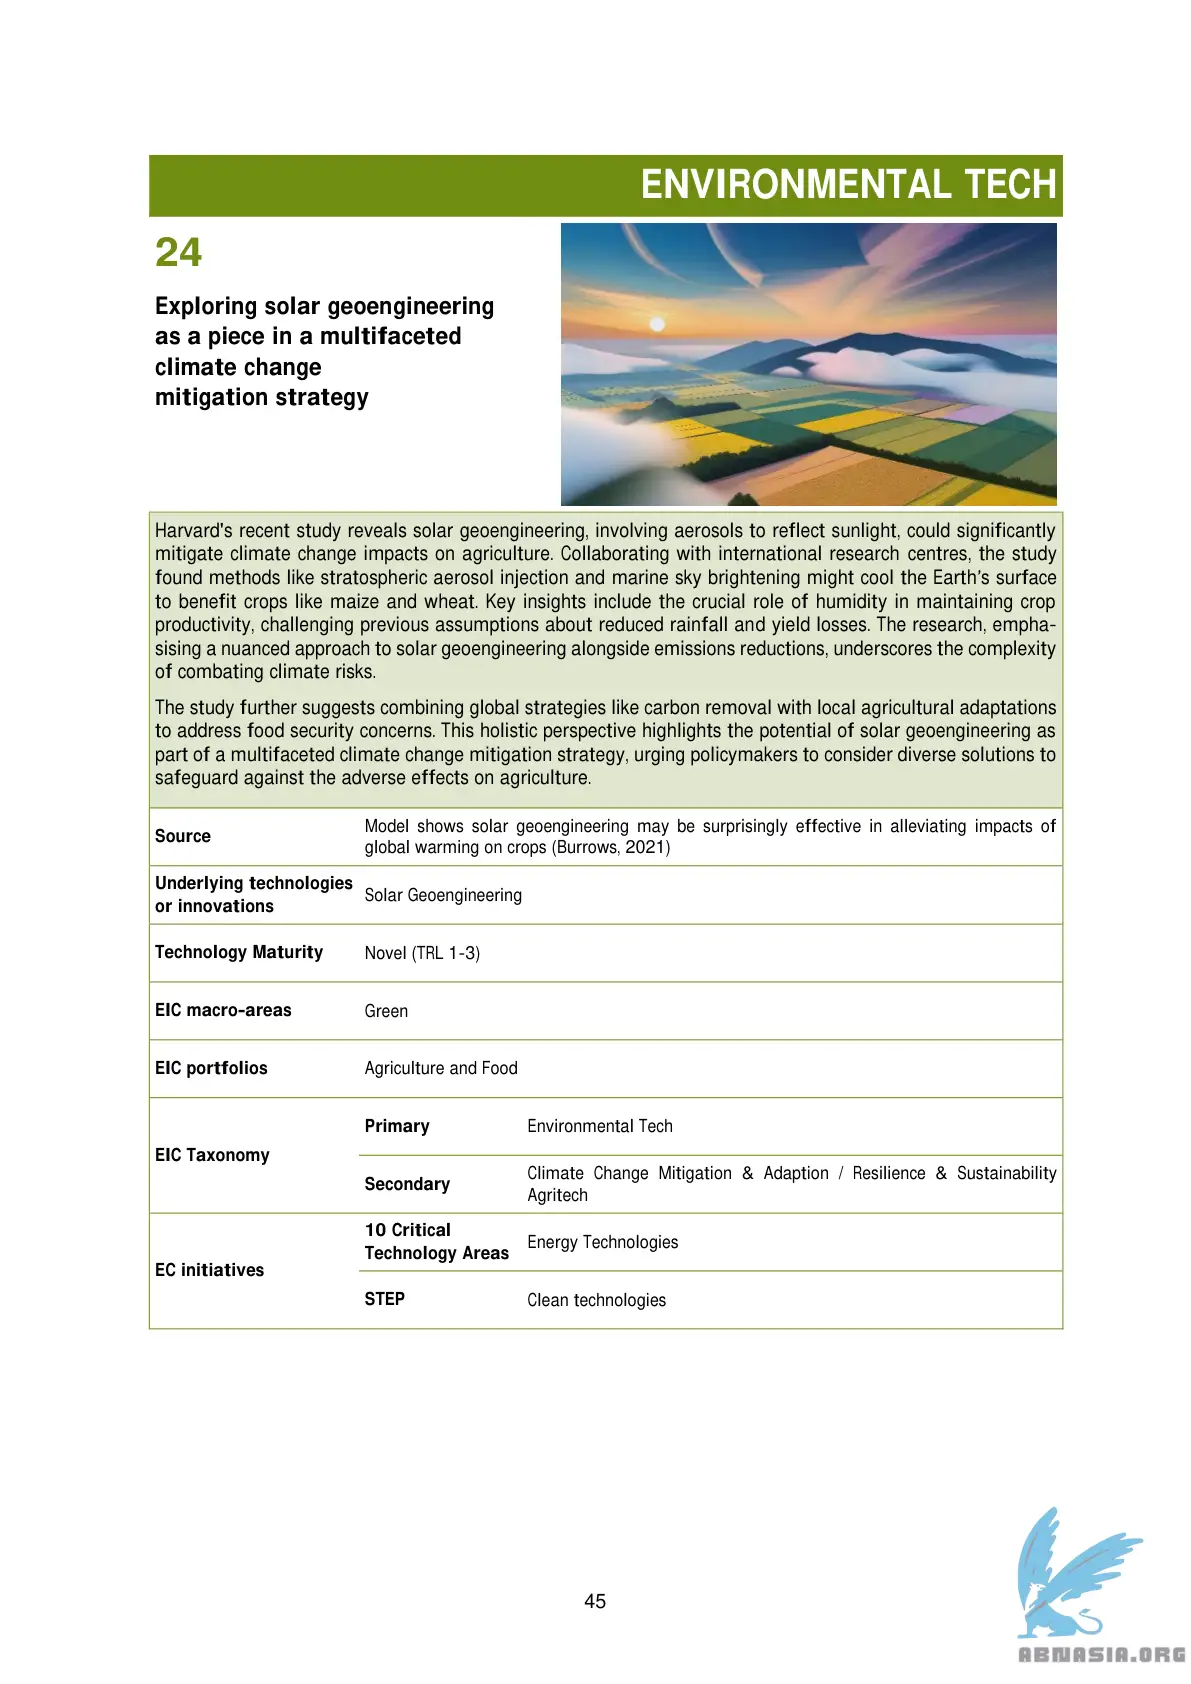 ENVIRONMENTAL TECH
24
Exploring solar geoengineering
as a piece in a multifaceted
climate change
mitigation strategy
Harvard's recent study reveals solar geoengineering, involving aerosols to reflect sunlight, could significantly
mitigate climate change impacts on agriculture. Collaborating with international research centres, the study
found methods like stratospheric aerosol injection and marine sky brightening might cool the Earth's surface
to benefit crops like maize and wheat. Key insights include the crucial role of humidity in maintaining crop
productivity, challenging previous assumptions about reduced rainfall and yield losses. The research, empha-
sising a nuanced approach to solar geoengineering alongside emissions reductions, underscores the complexity
of combating climate risks.
The study further suggests combining global strategies like carbon removal with local agricultural adaptations
to address food security concerns. This holistic perspective highlights the potential of solar geoengineering as
part of a multifaceted climate change mitigation strategy, urging policymakers to consider diverse solutions to
safeguard against the adverse effects on agriculture.
Source
Model shows solar geoengineering may be surprisingly effective in alleviating impacts of
global warming on crops (Burrows, 2021)
Underlying technologies
or innovations
Solar Geoengineering
Technology Maturity
Novel (TRL 1-3)
EIC macro-areas
Green
EIC portfolios
Agriculture and Food
EIC Taxonomy
Primary
Environmental Tech
Secondary
Climate Change Mitigation & Adaption / Resilience & Sustainability
Agritech
EC initiatives
10 Critical
Technology Areas
Energy Technologies
STEP
Clean technologies
45
ABNASIA.ORG